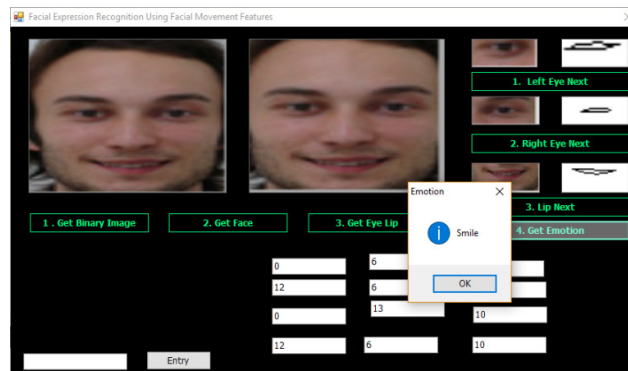 Facial Expression Recognition Using Facial Movement Features
1. Left Eye Next
2. Right Eye Next
Emotion
3. Lip Next
1 . Get Binary Image
2. Get Face
3. Get Eye Lip
Smile
4. Get Emotion
OK
0
6
12
6
0
13
10
12
6
10
Entry